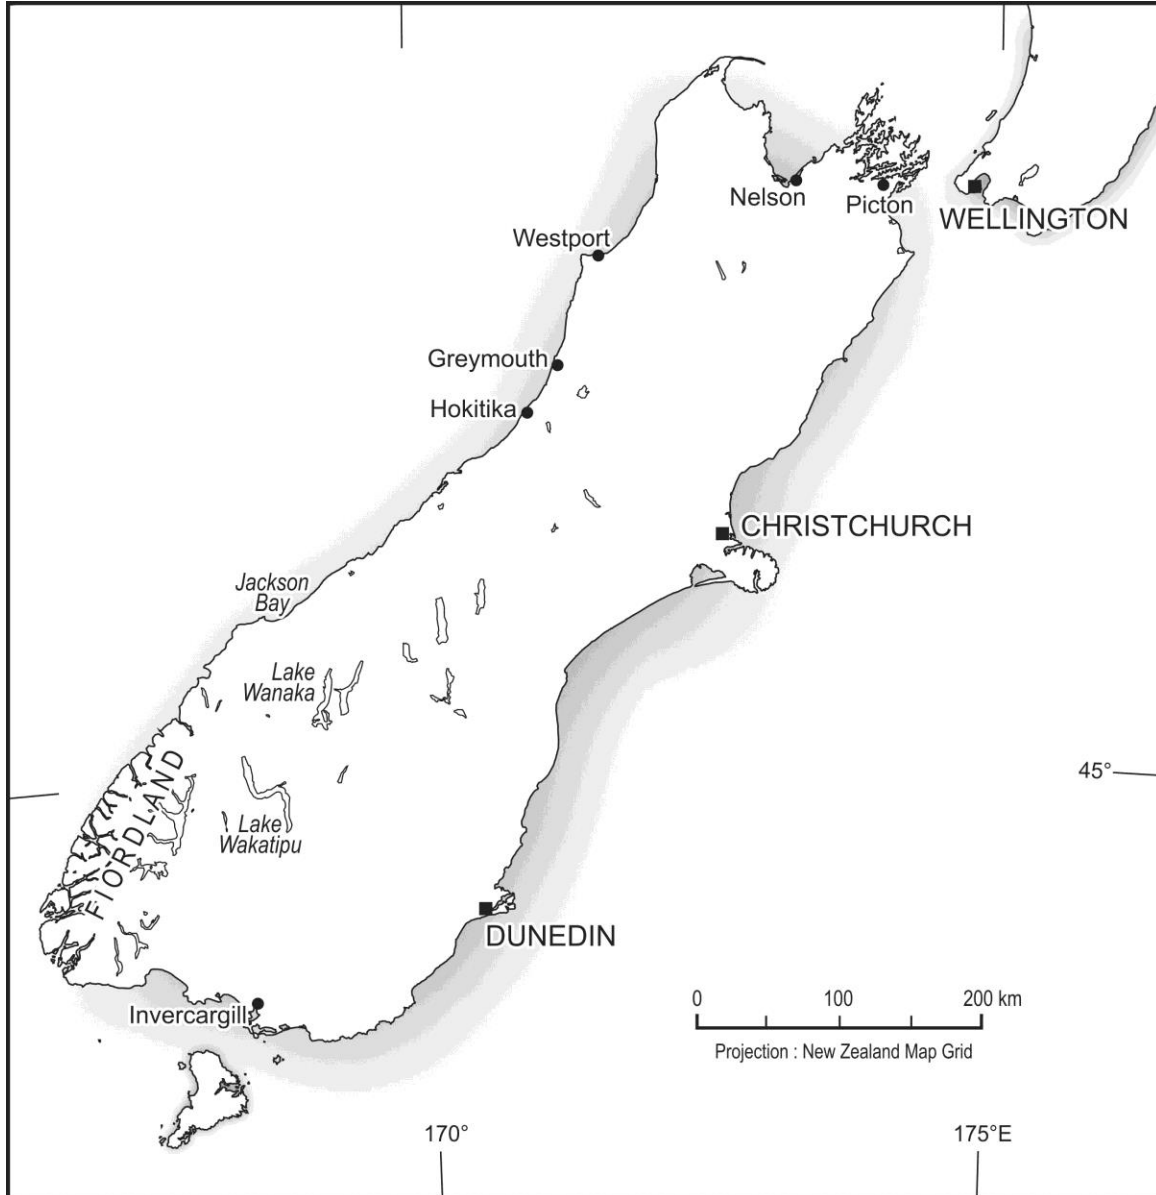 Nelson
Picton
WELLINGTON
Westport
Greymouth
Hokitika
CHRISTCHURCH
Jackson
Bay
Lake
Wanaka
FIORDLAND
45°
Lake
Wakatipu
DUNEDIN
Invercargill
0 100 200 km
Projection : New Zealand Map Grid
170° 175°E